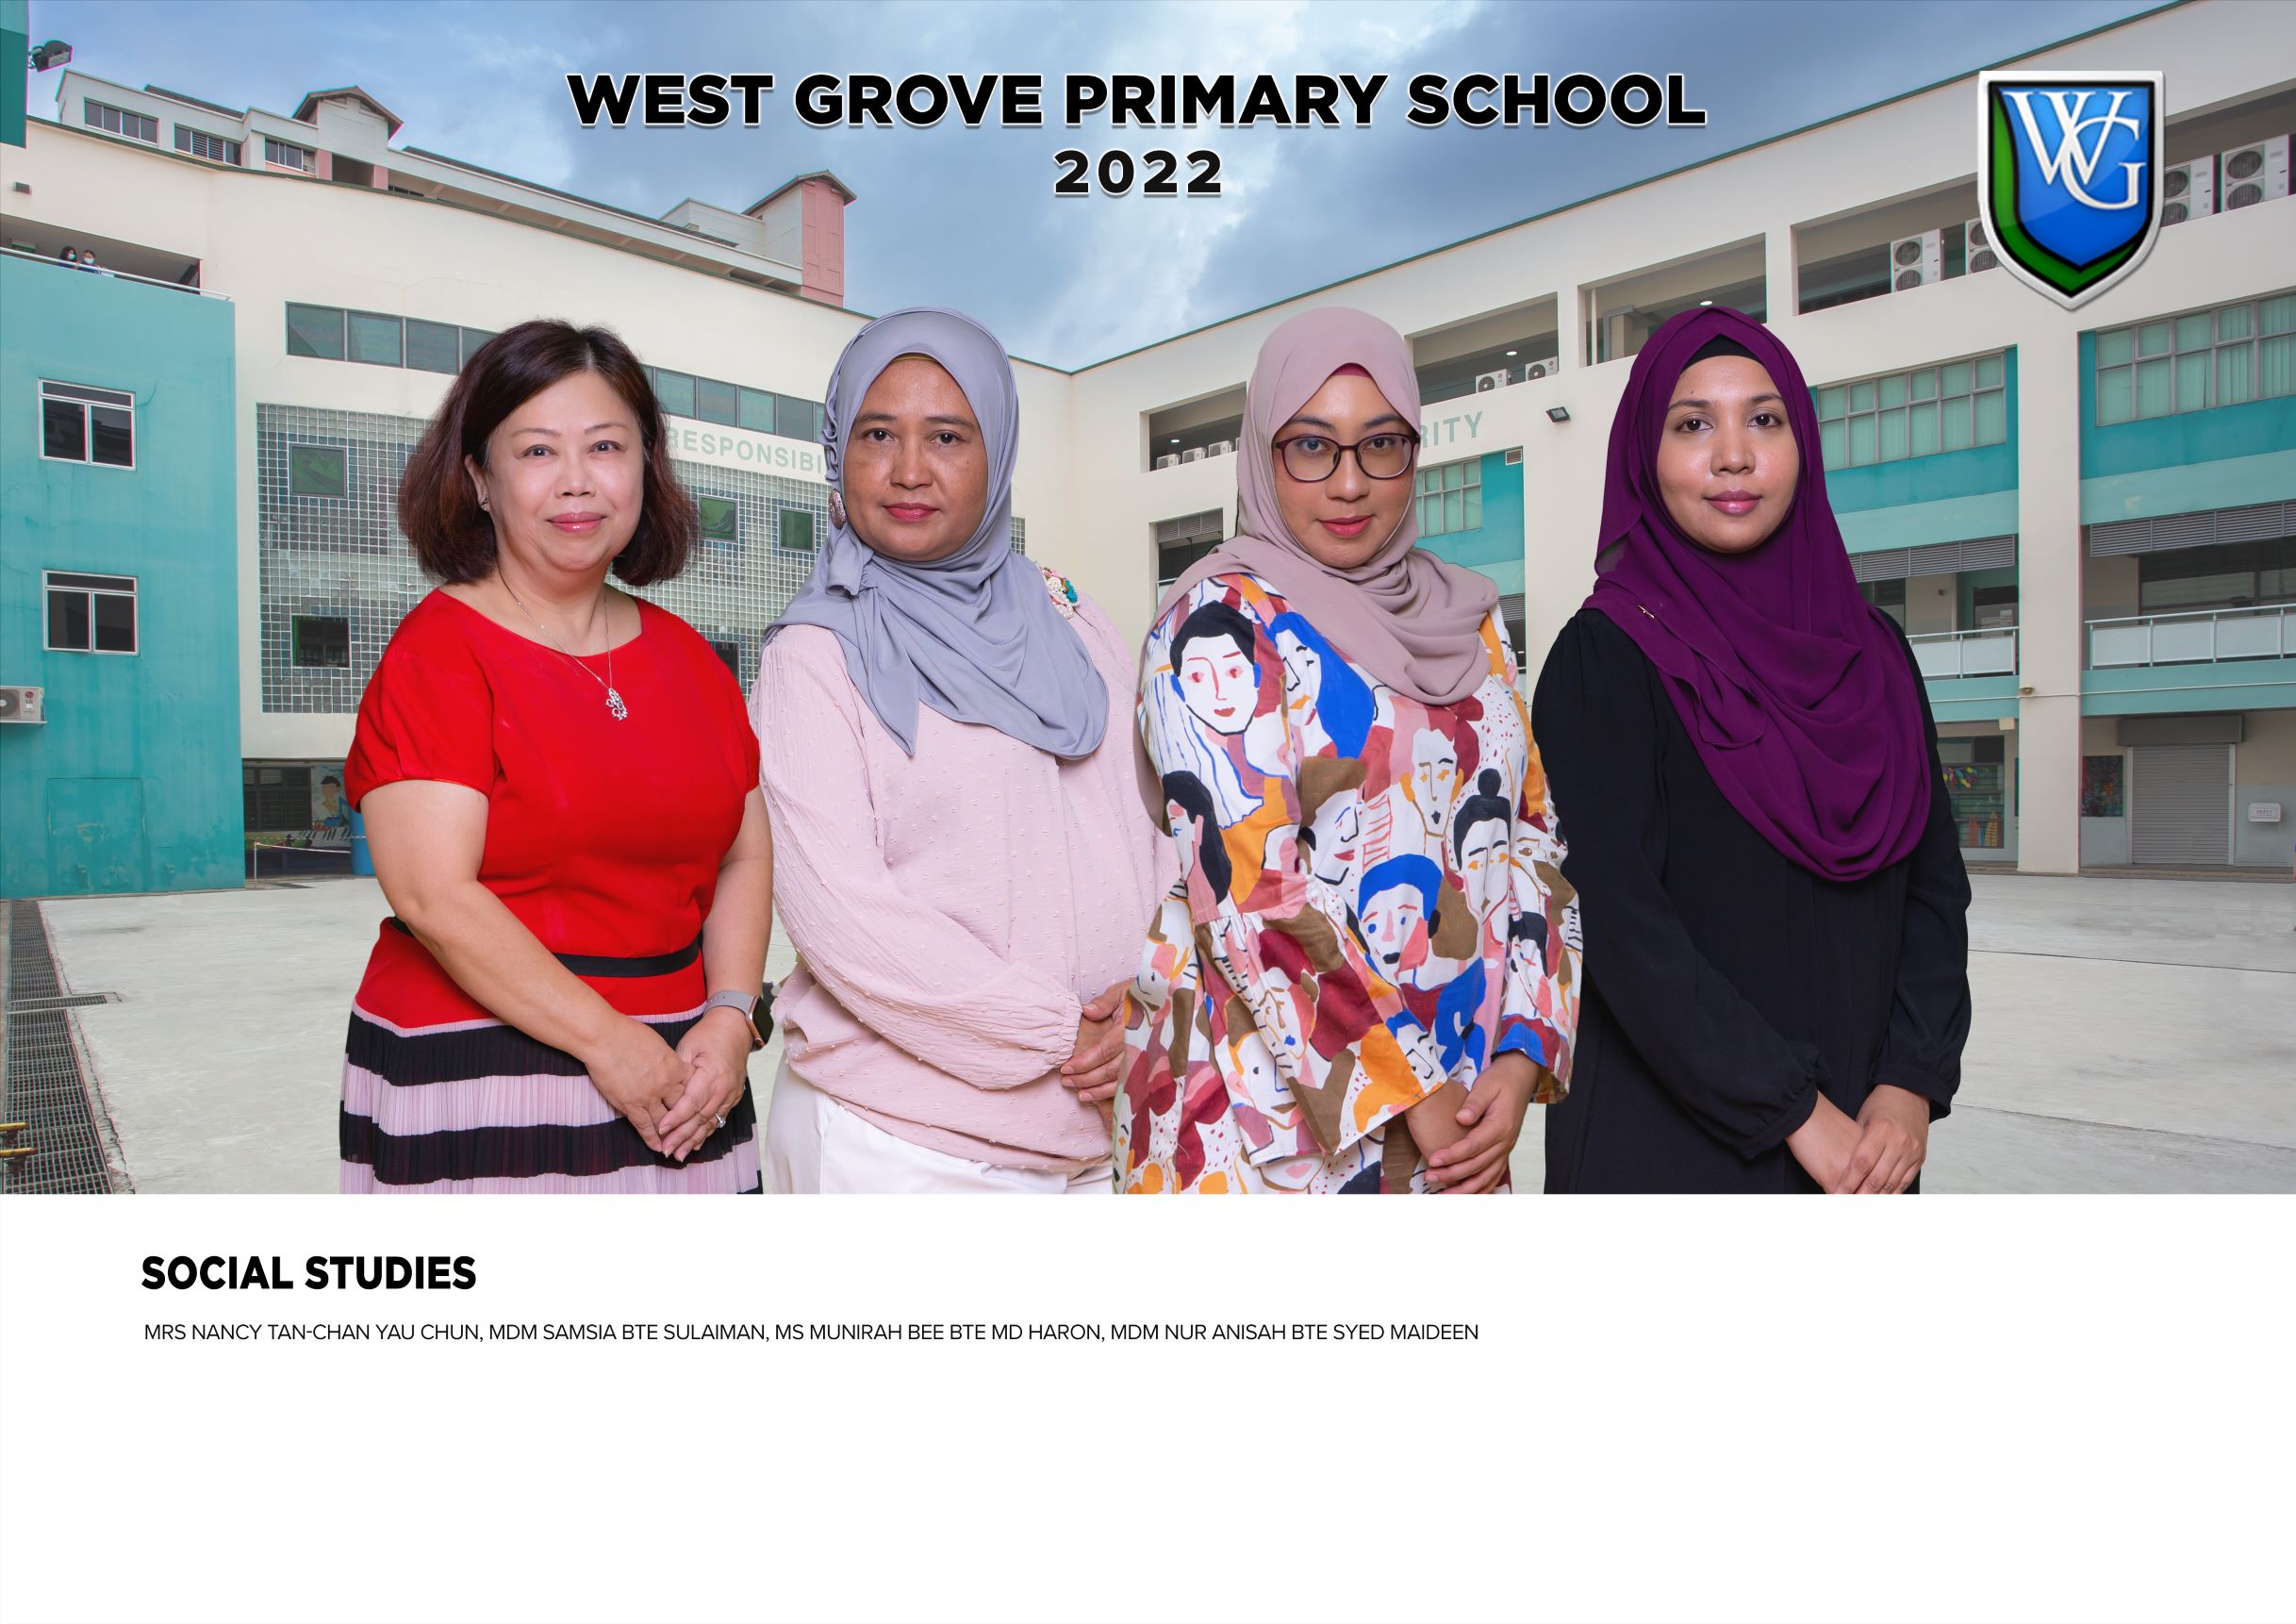 WEST GROVE PRIMARY SCHOOL
2022
WG
RESPONSIBI
RITY
SOCIAL STUDIES
MRS NANCY TAN-CHAN YAU CHUN, MDM SAMSIA BTE SULAIMAN, MS MUNIRAH BEE BTE MD HARON, MDM NUR ANISAH BTE SYED MAIDEEN